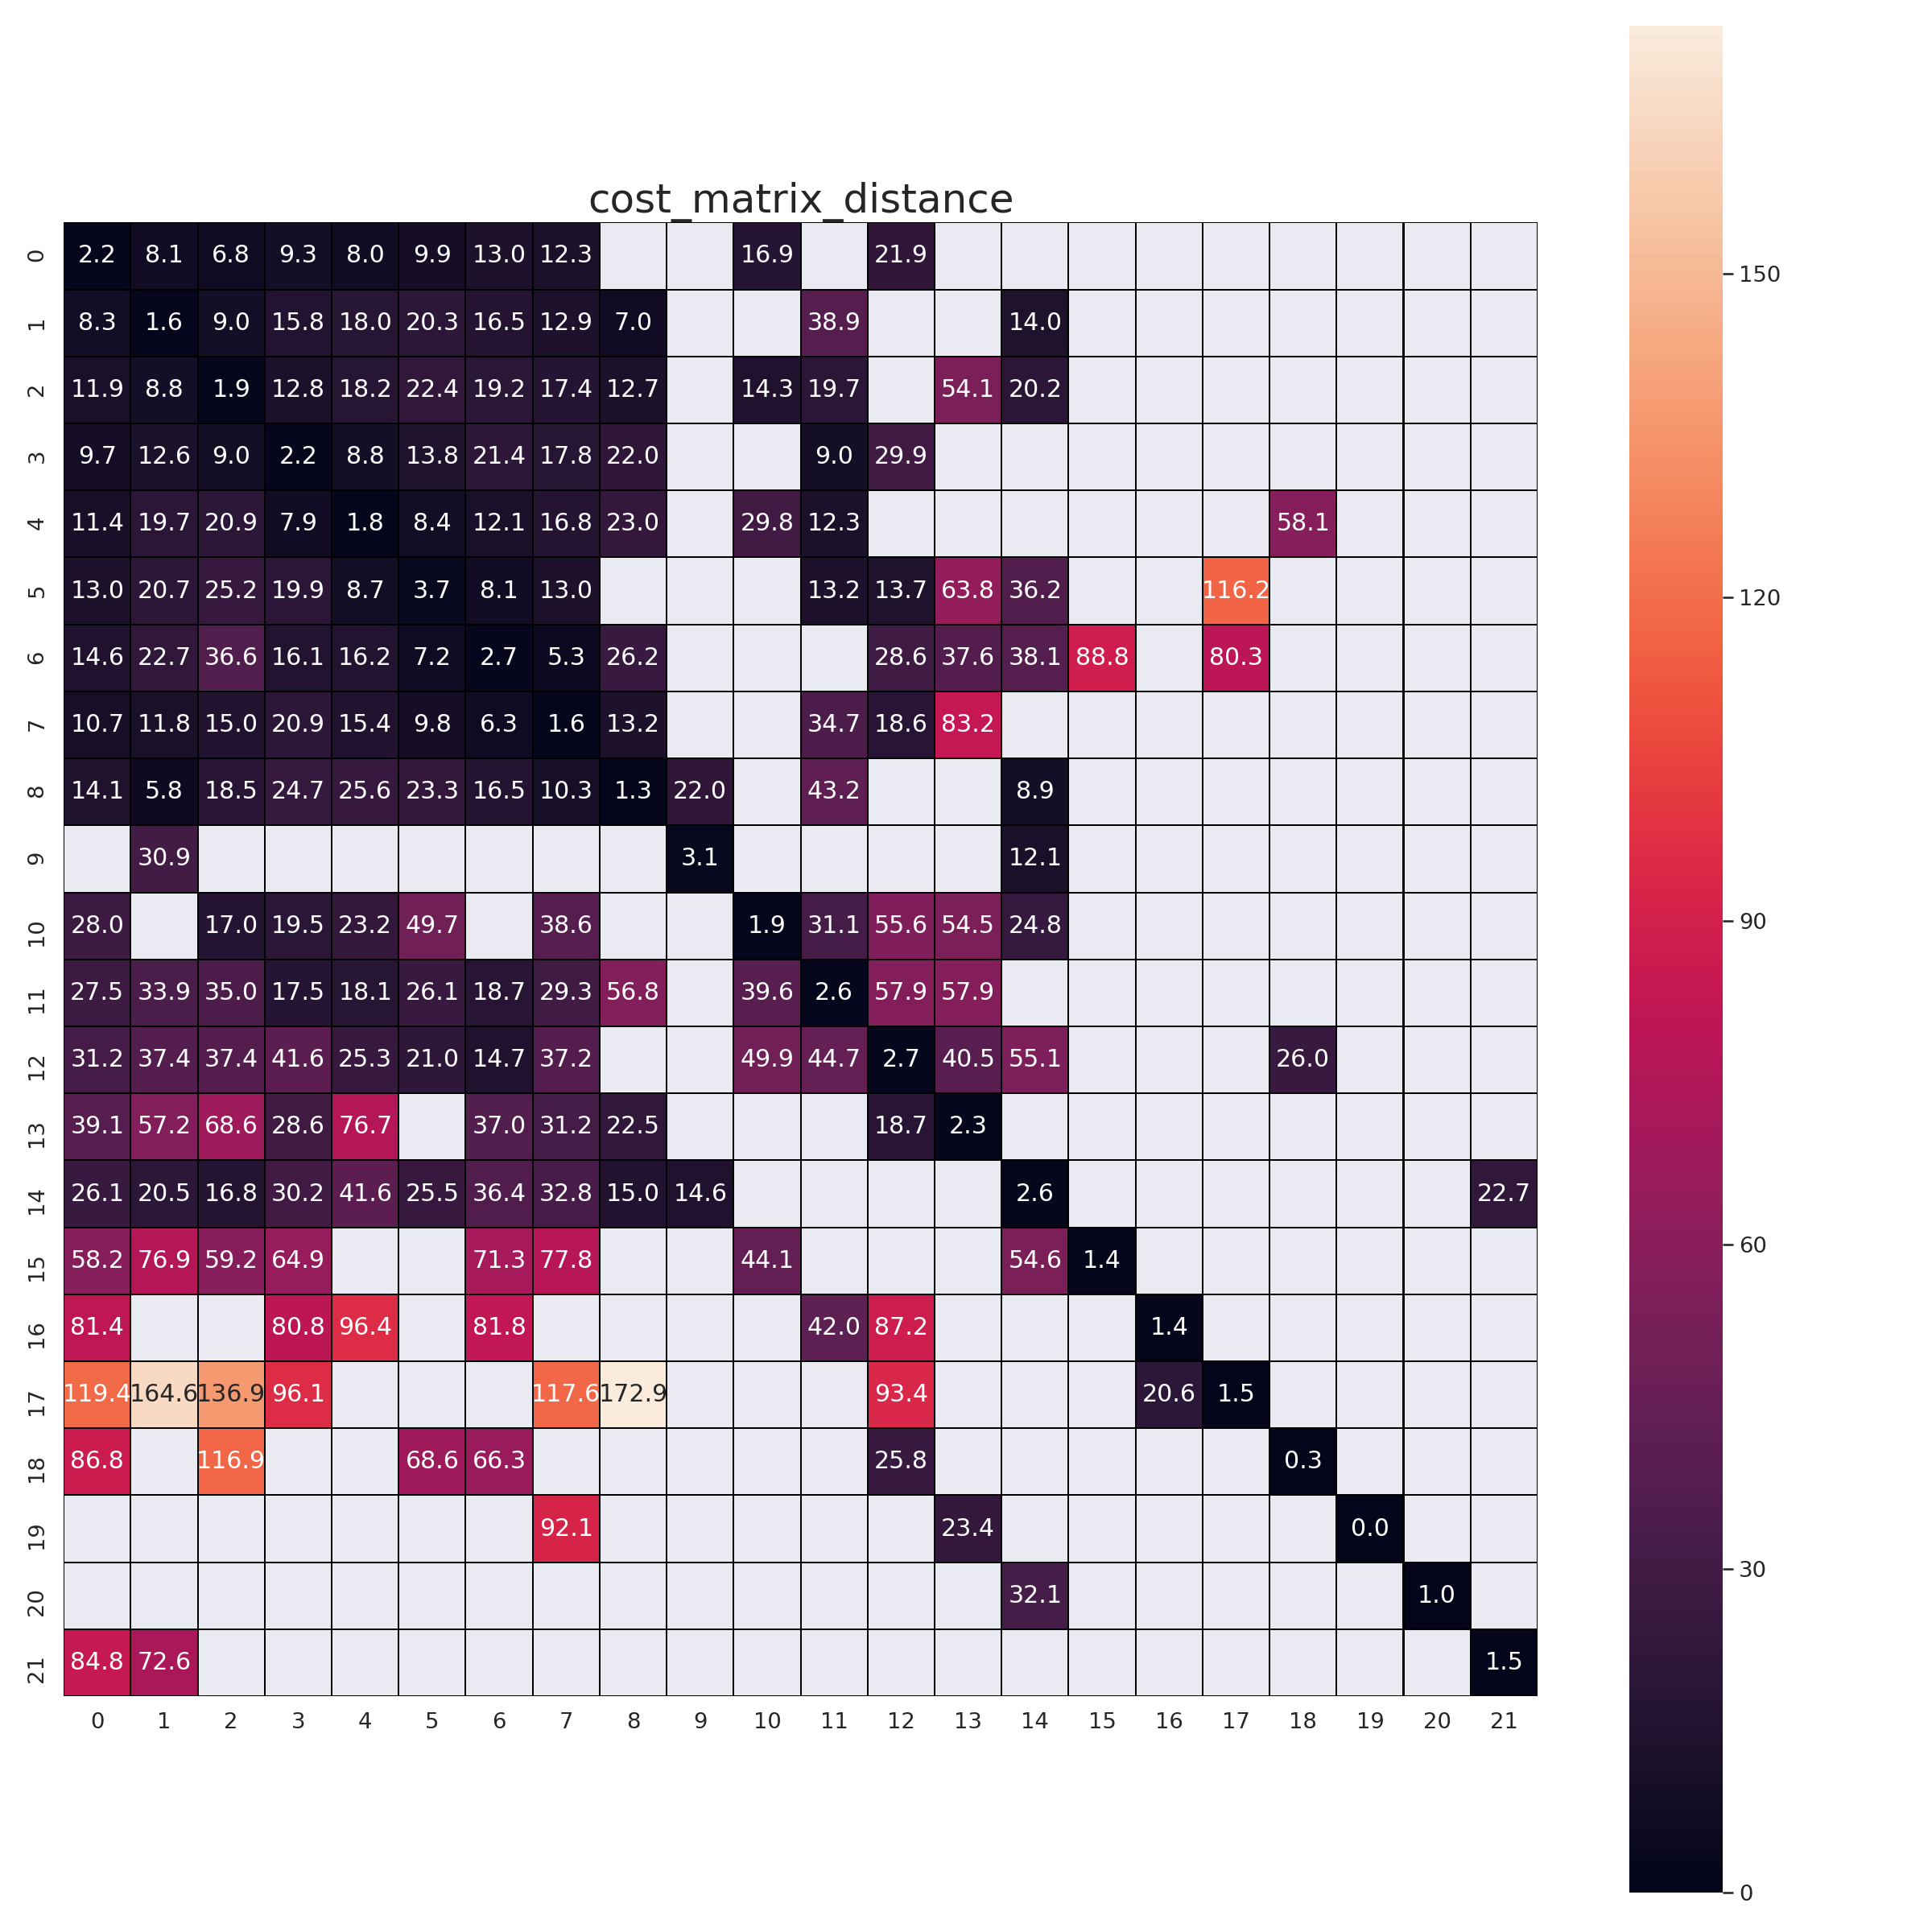 cost_matrix_distance
0 2.2 8.1 6.8 9.3 8.0 9.9 13.0 12.3 16.9 21.9
1 8.3 1.6 9.0 15.8 18.0 20.3 16.5 12.9 7.0 38.9 14.0
2 11.9 8.8 1.9 12.8 18.2 22.4 19.2 17.4 12.7 14.3 19.7 54.1 20.2
3 9.7 12.6 9.0 2.2 8.8 13.8 21.4 17.8 22.0 9.0 29.9
4 11.4 19.7 20.9 7.9 1.8 8.4 12.1 16.8 23.0 29.8 12.3 58.1
5 13.0 20.7 25.2 19.9 8.7 3.7 8.1 13.0 13.2 13.7 63.8 36.2 116.2
6 14.6 22.7 36.6 16.1 16.2 7.2 2.7 5.3 26.2 28.6 37.6 38.1 88.8 80.3
7 10.7 11.8 15.0 20.9 15.4 9.8 6.3 1.6 13.2 34.7 18.6 83.2
8 14.1 5.8 18.5 24.7 25.6 23.3 16.5 10.3 1.3 22.0 43.2 8.9
9 30.9 3.1 12.1
10 28.0 17.0 19.5 23.2 49.7 38.6 1.9 31.1 55.6 54.5 24.8
11 27.5 33.9 35.0 17.5 18.1 26.1 18.7 29.3 56.8 39.6 2.6 57.9 57.9
12 31.2 37.4 37.4 41.6 25.3 21.0 14.7 37.2 49.9 44.7 2.7 40.5 55.1 26.0
13 39.1 57.2 68.6 28.6 76.7 37.0 31.2 22.5 18.7 2.3
14 26.1 20.5 16.8 30.2 41.6 25.5 36.4 32.8 15.0 14.6 2.6 22.7
15 58.2 76.9 59.2 64.9 71.3 77.8 44.1 54.6 1.4
16 81.4 80.8 96.4 81.8 42.0 87.2 1.4
17 119.4 164.6 136.9 96.1 117.6 172.9 93.4 20.6 1.5
18 86.8 116.9 68.6 66.3 25.8 0.3
19 92.1 23.4 0.0
20 32.1 1.0
21 84.8 72.6 1.5
0 1 2 3 4 5 6 7 8 9 10 11 12 13 14 15 16 17 18 19 20 21
150
120
90
60
30
0